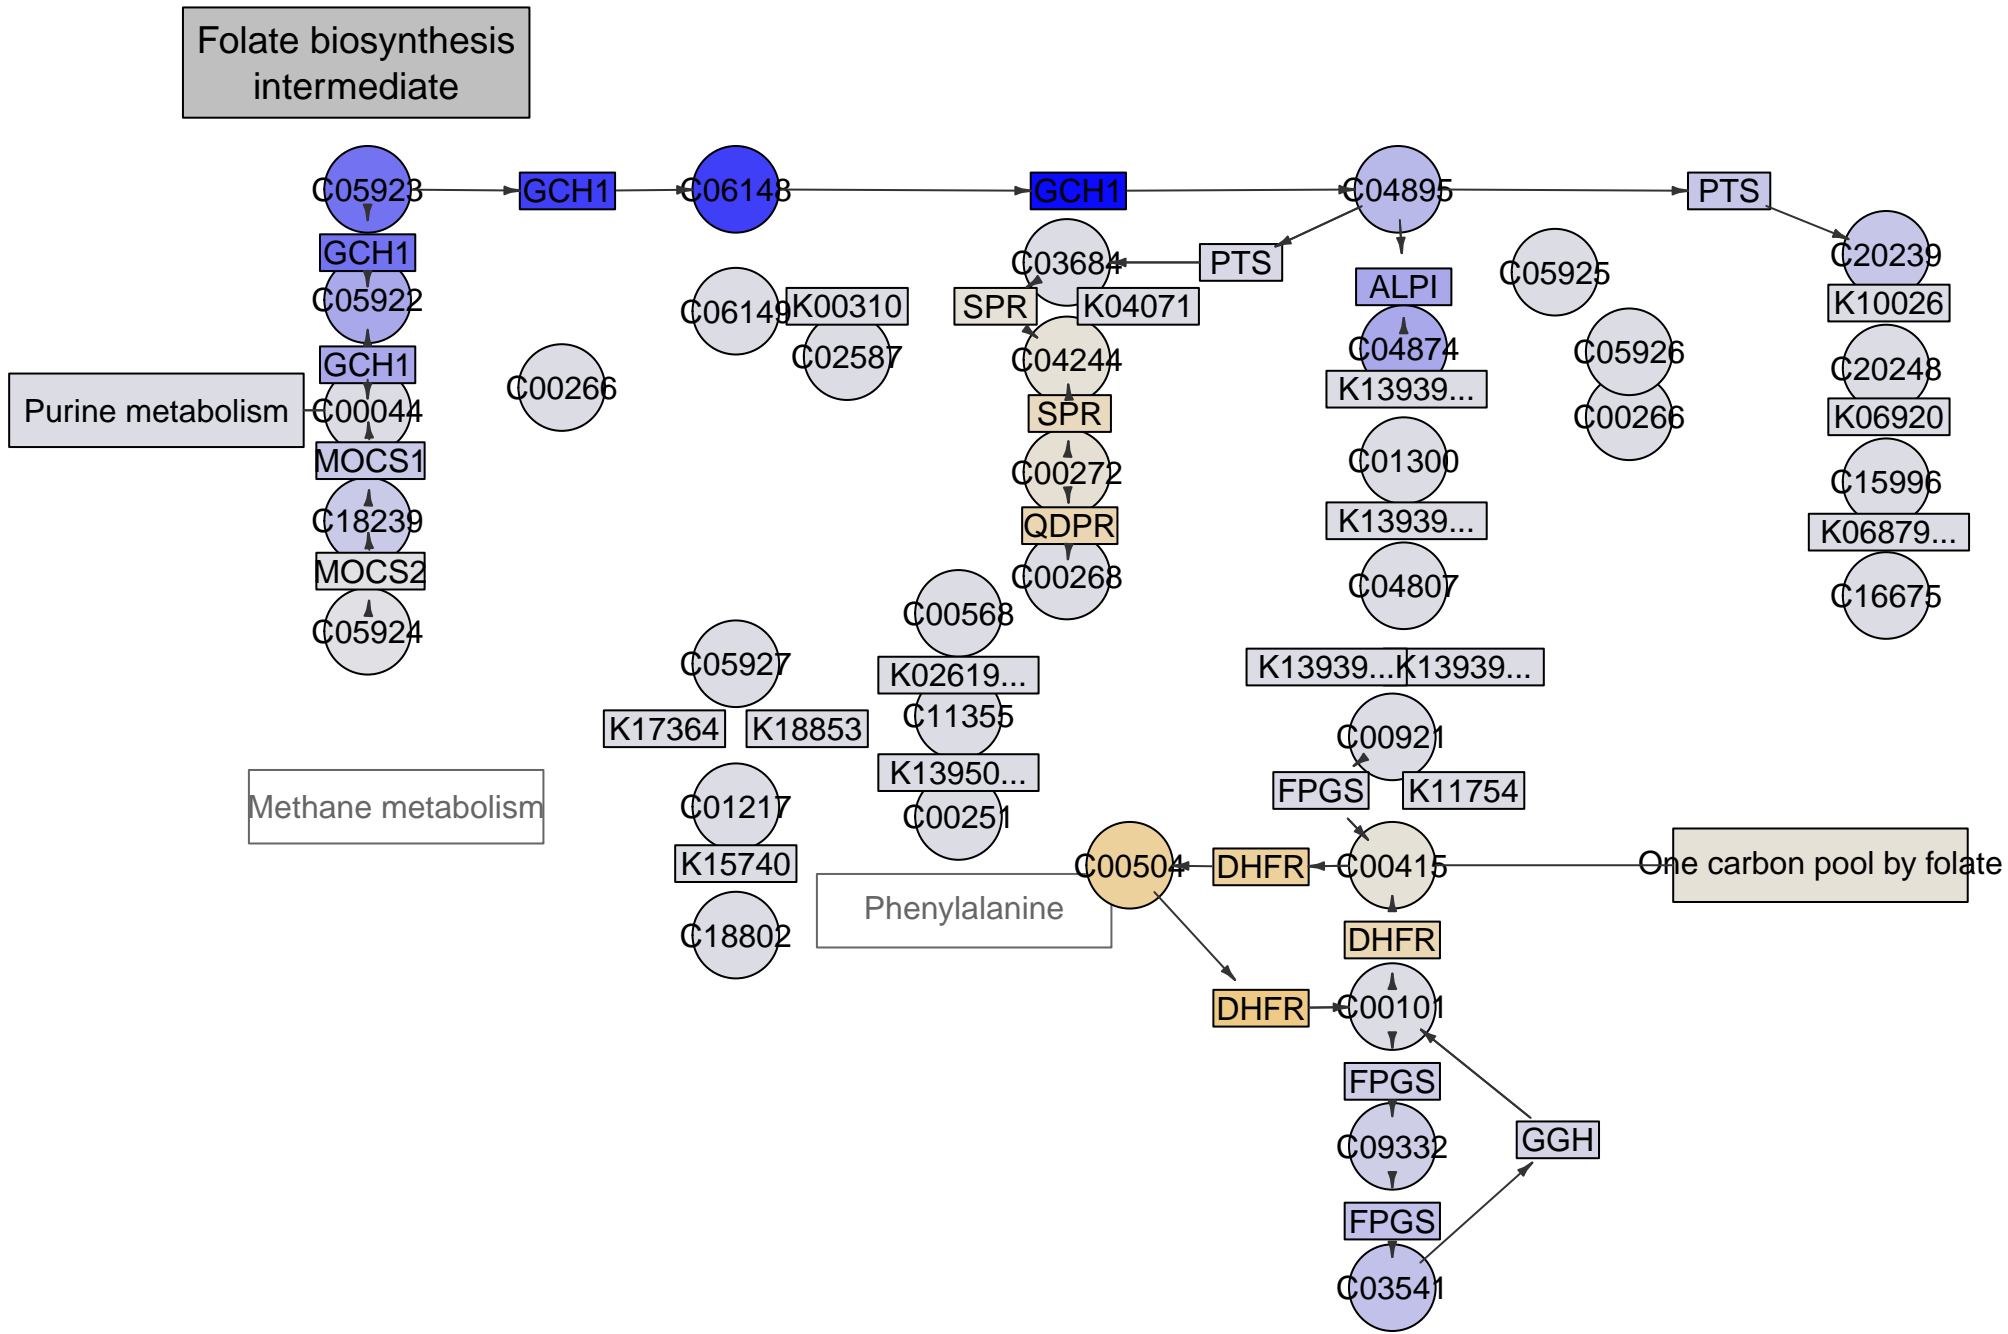 Folate biosynthesis
intermediate
C05923
GCH1
C06148
GCH1
C04895
PTS
GCH1
C03684
PTS
C05925
C20239
C05922
C06149
K00310
SPR
K04071
ALPI
K10026
GCH1
C02587
C04244
C04874
C05926
C20248
Purine metabolism
C00044
C00266
SPR
K13939...
C00266
K06920
MOCS1
C00272
C01300
C15996
C18239
QDPR
K13939...
K06879...
MOCS2
C00268
C04807
C16675
C05924
C00568
C05927
K02619...
K13939...
K13939...
C11355
K17364
K18853
C00921
K13950...
FPGS
K11754
Methane metabolism
C01217
C00251
K15740
C00504
DHFR
C00415
One carbon pool by folate
Phenylalanine
C18802
DHFR
DHFR
C00101
FPGS
C09332
GGH
FPGS
C03541